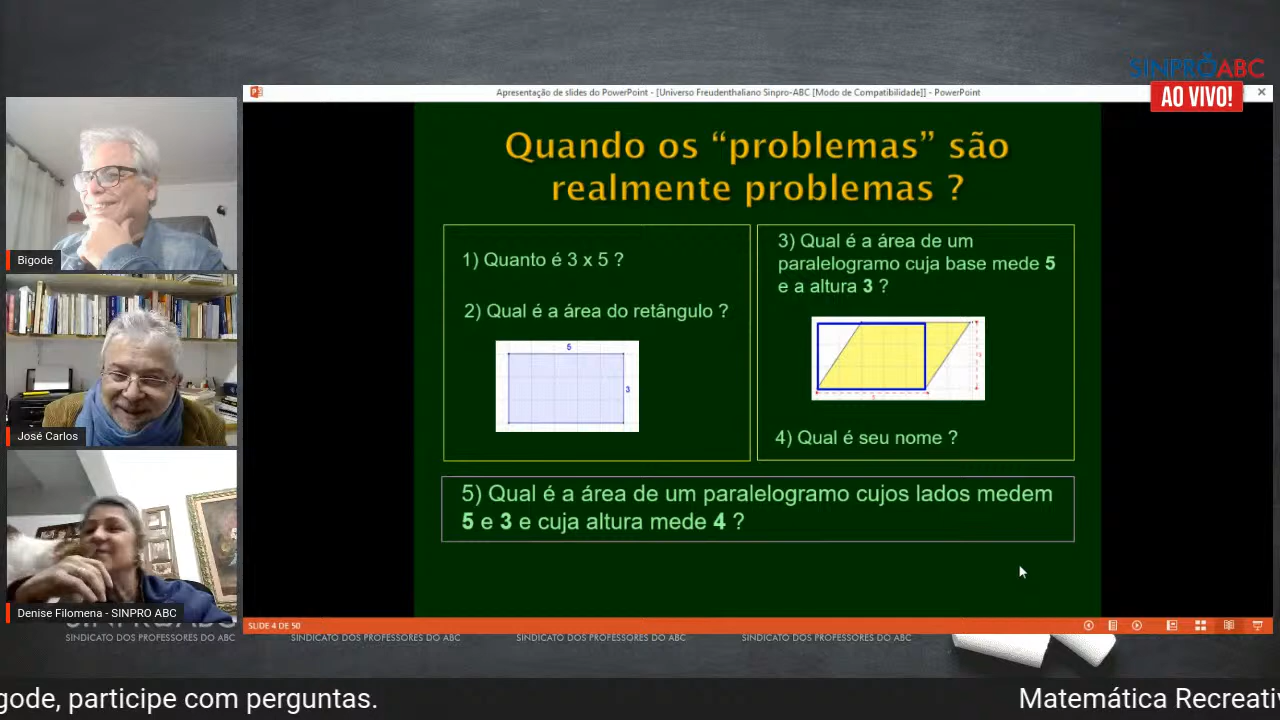 SINPROABC
AO VIVO!
Apresentação de slides do PowerPoint - [Universo Freudenthaliano Sinpro-ABC [Modo de Compatibilidade]] - PowerPoint
Quando os “problemas” são
realmente problemas ?
1) Quanto é 3 x 5 ?
2) Qual é a área do retângulo ?
5
3
3) Qual é a área de um
paralelogramo cuja base mede 5
e a altura 3 ?
4) Qual é seu nome ?
5) Qual é a área de um paralelogramo cujos lados medem
5 e 3 e cuja altura mede 4 ?
SLIDE 4 DE 50
Bigode
José Carlos
Denise Filomena - SINPRO ABC
SINPROABC
SINDICATO DOS PROFESSORES DO ABC
SINDICATO DOS PROFESSORES DO ABC
SINDICATO DOS PROFESSORES DO ABC
SINDICATO DOS PROFESSORES DO ABC
gode, participe com perguntas.
Matemática Recreativ